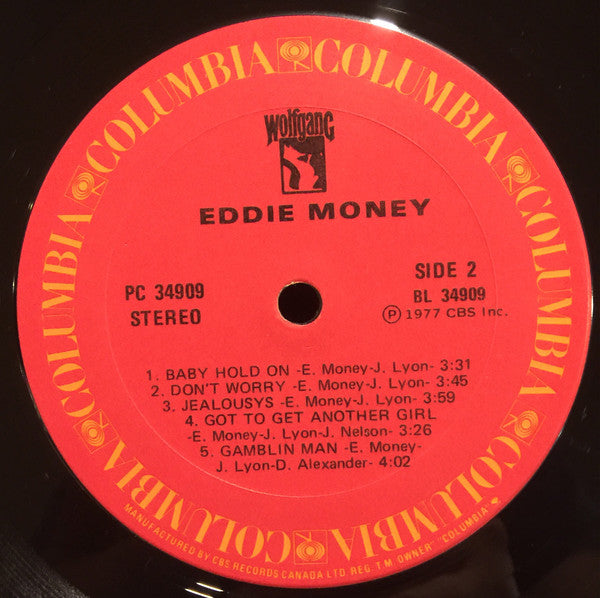 COLUMBIA COLUMBIA COLUMBIA COLUMBIA COLUMBIA COLUMBIA
wolfgang
EDDIE MONEY
PC 34909
STEREO
SIDE 2
BL 34909
Ⓟ 1977 CBS Inc.
1. BABY HOLD ON -E. Money-J. Lyon- 3:31
2. DON'T WORRY -E. Money-J. Lyon- 3:45
3. JEALOUSYS -E. Money-J. Lyon- 3:59
4. GOT TO GET ANOTHER GIRL
-E. Money-J. Lyon-J. Nelson- 3:26
5. GAMBLIN MAN -E. Money-
J. Lyon-D. Alexander- 4:02
MANUFACTURED BY CBS RECORDS CANADA LTD. REG. T.M. OWNER "COLUMBIA"